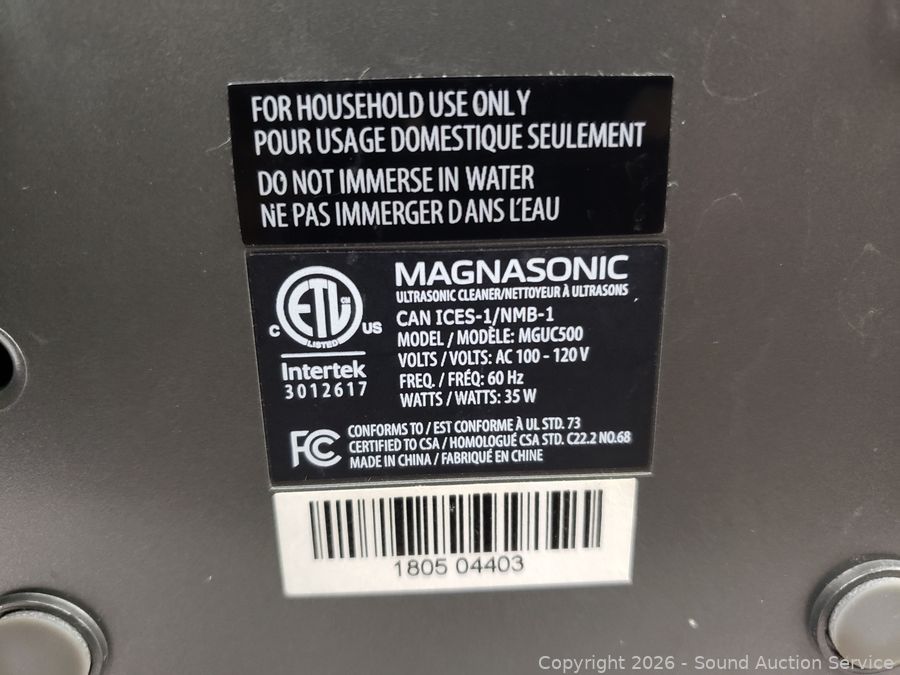 FOR HOUSEHOLD USE ONLY
POUR USAGE DOMESTIQUE SEULEMENT
DO NOT IMMERSE IN WATER
NE PAS IMMERGER DANS L'EAU
ETL CM
LISTED
C US
Intertek
3012617
MAGNASONIC
ULTRASONIC CLEANER/NETTOYEUR À ULTRASONS
CAN ICES-1/NMB-1
MODEL / MODÈLE: MGUC500
VOLTS / VOLTS: AC 100 - 120 V
FREQ. / FRÉQ: 60 Hz
WATTS / WATTS: 35 W
FC
CONFORMS TO / EST CONFORME À UL STD. 73
CERTIFIED TO CSA / HOMOLOGUÉ CSA STD. C22.2 NO.68
MADE IN CHINA / FABRIQUÉ EN CHINE
1805 04403
Copyright 2026 - Sound Auction Service